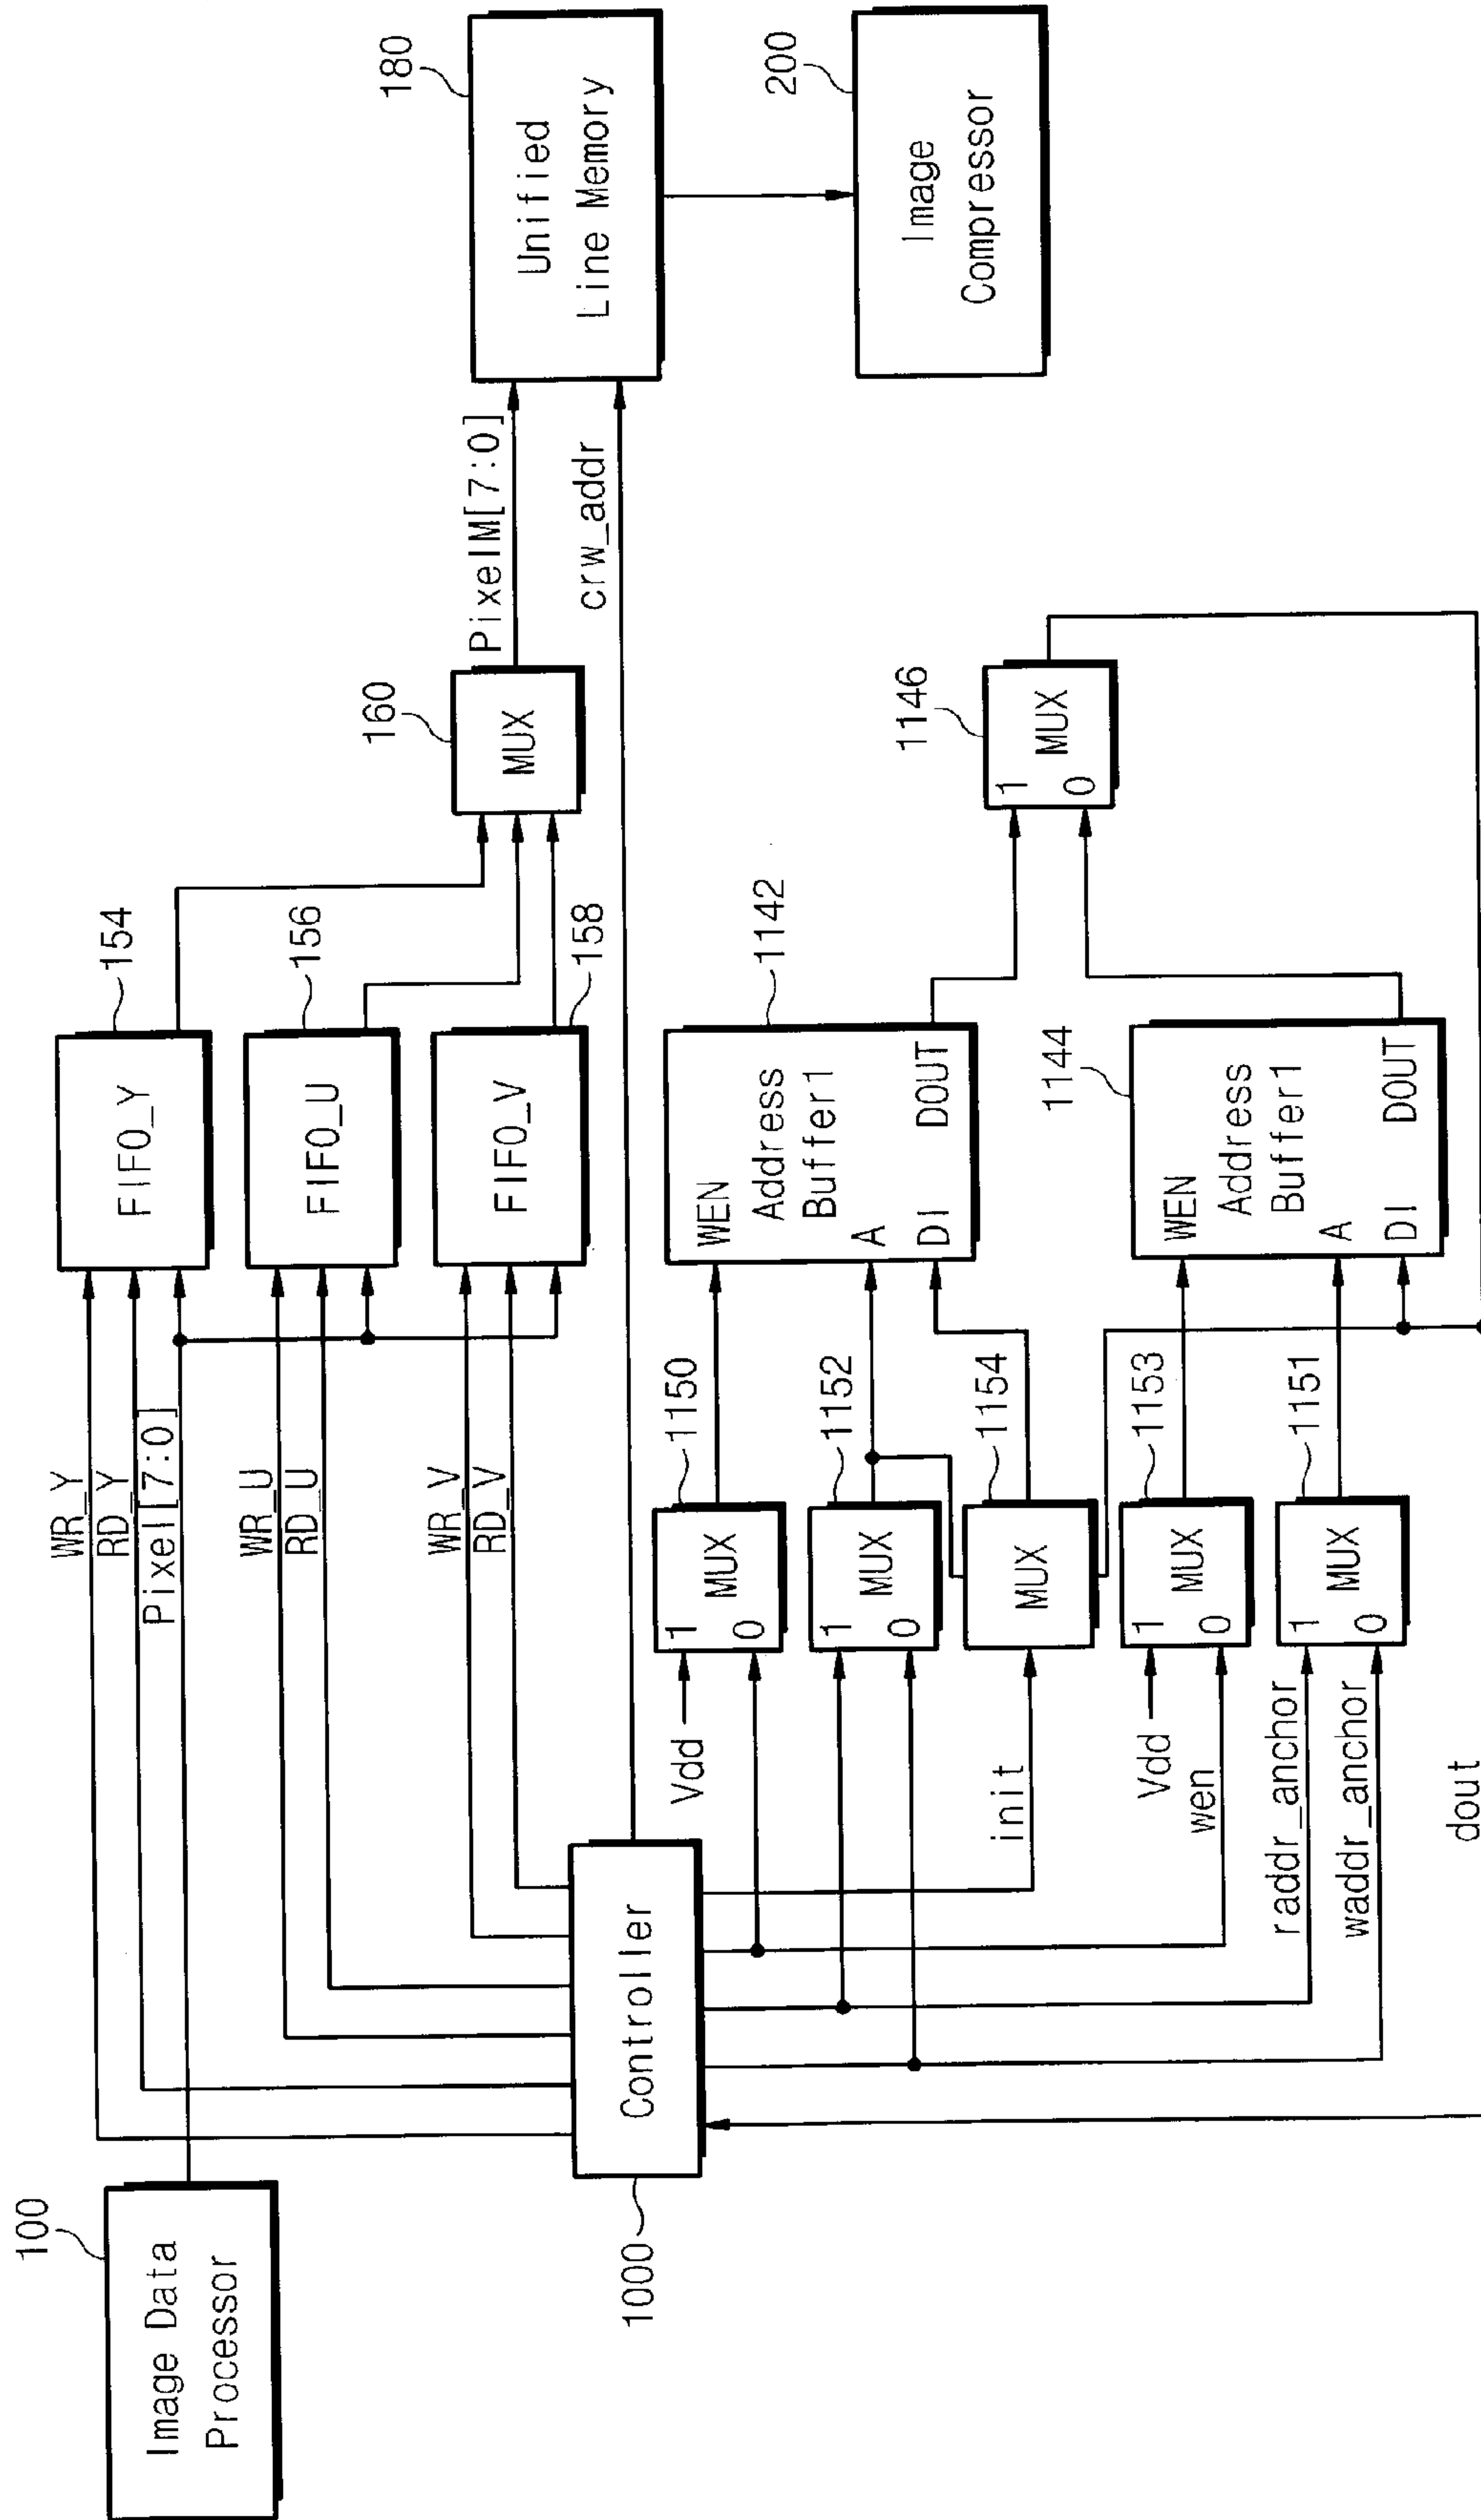 100
Image Data
Processor
WR_Y
RD_Y
Pixel[7:0]
WR_U
RD_U
WR_V
RD_V
FIFO_Y
154
FIFO_U
156
FIFO_V
158
160
MUX
PixelM[7:0]
crw_addr
180
Unified
Line Memory
200
Image
Compressor
1000
Controller
Vdd
1
0
MUX
1150
1
0
MUX
1152
init
MUX
1154
Vdd
wen
1
0
MUX
1153
raddr_anchor
waddr_anchor
1
0
MUX
1151
WEN
Address
Buffer1
A
DI
DOUT
1142
WEN
Address
Buffer1
A
DI
DOUT
1144
1
MUX
0
1146
dout